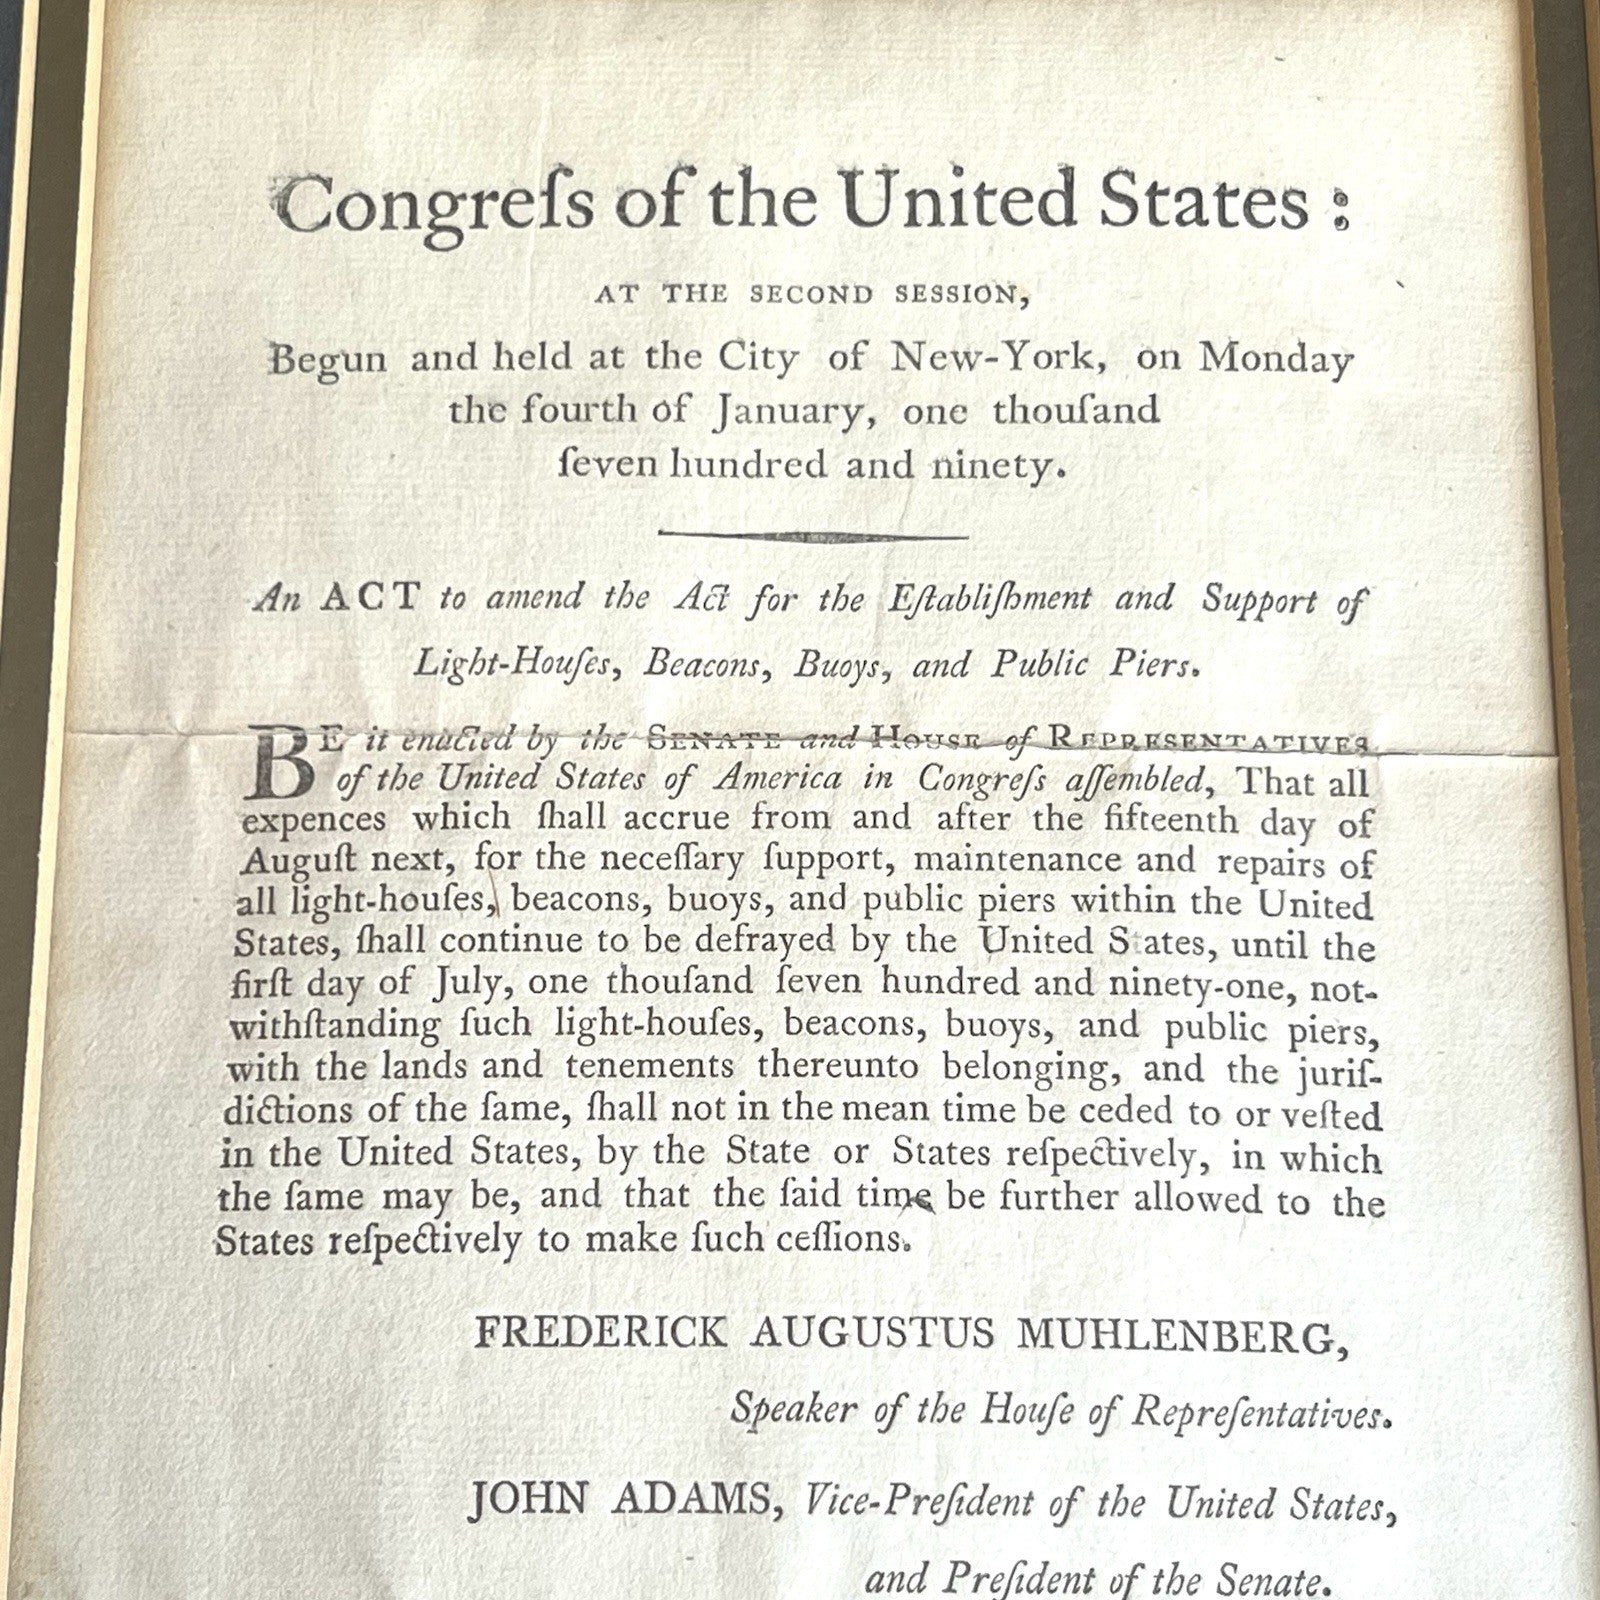 Congreſs of the United States:
AT THE SECOND SESSION,
Begun and held at the City of New-York, on Monday
the fourth of January, one thouſand
ſeven hundred and ninety.
An ACT to amend the Act for the Eſtabliſhment and Support of
Light-Houſes, Beacons, Buoys, and Public Piers.
BE it enacted by the SENATE and HOUSE of REPRESENTATIVES
of the United States of America in Congreſs aſſembled, That all
expences which ſhall accrue from and after the fifteenth day of
Auguſt next, for the neceſſary ſupport, maintenance and repairs of
all light-houſes, beacons, buoys, and public piers within the United
States, ſhall continue to be defrayed by the United States, until the
firſt day of July, one thouſand ſeven hundred and ninety-one, not-
withſtanding ſuch light-houſes, beacons, buoys, and public piers,
with the lands and tenements thereunto belonging, and the juriſ-
dictions of the ſame, ſhall not in the mean time be ceded to or veſted
in the United States, by the State or States reſpectively, in which
the ſame may be, and that the ſaid time be further allowed to the
States reſpectively to make ſuch ceſſions.
FREDERICK AUGUSTUS MUHLENBERG,
Speaker of the Houſe of Repreſentatives.
JOHN ADAMS, Vice-Preſident of the United States,
and Preſident of the Senate.